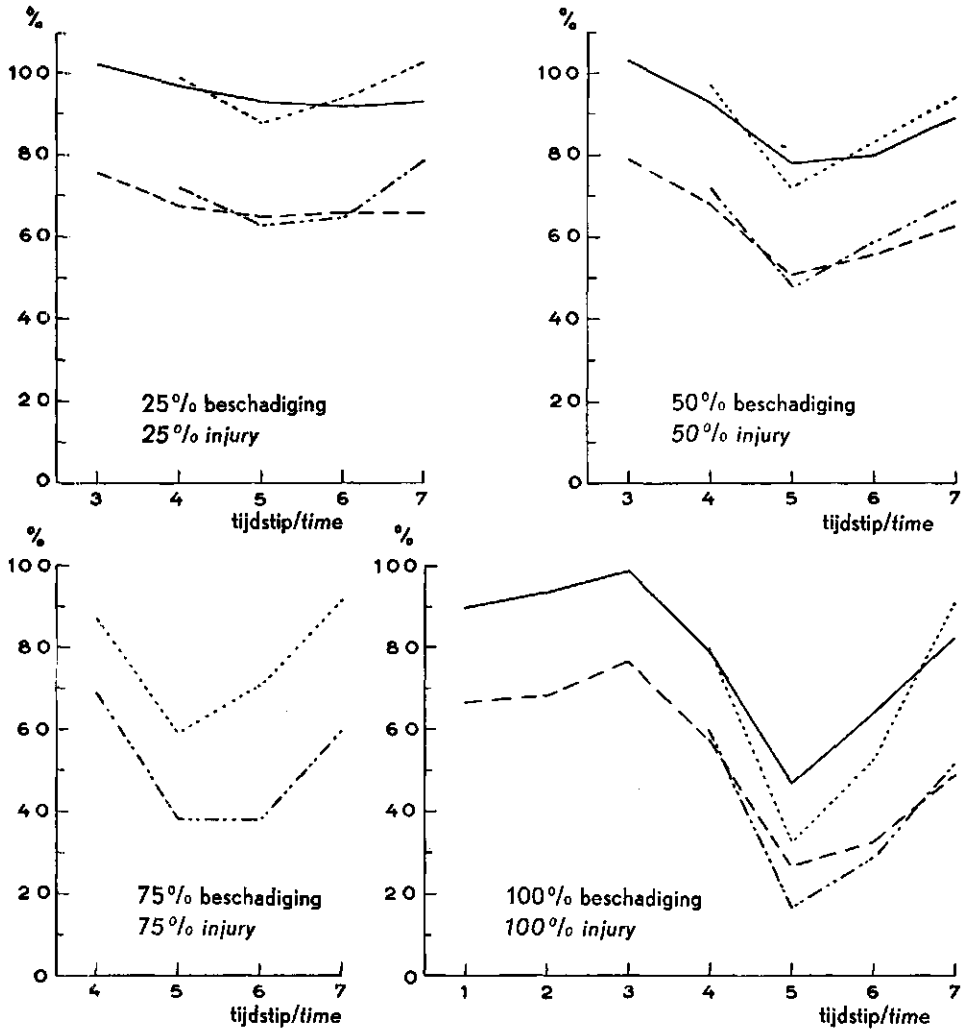 %
100
80
60
40
20
0
25% beschadiging
25% injury
3 4 5 6 7
tijdstip/time
%
100
80
60
40
20
0
50% beschadiging
50% injury
3 4 5 6 7
tijdstip/time
%
100
80
60
40
20
0
75% beschadiging
75% injury
4 5 6 7
tijdstip/time
%
100
80
60
40
20
0
100% beschadiging
100% injury
1 2 3 4 5 6 7
tijdstip/time